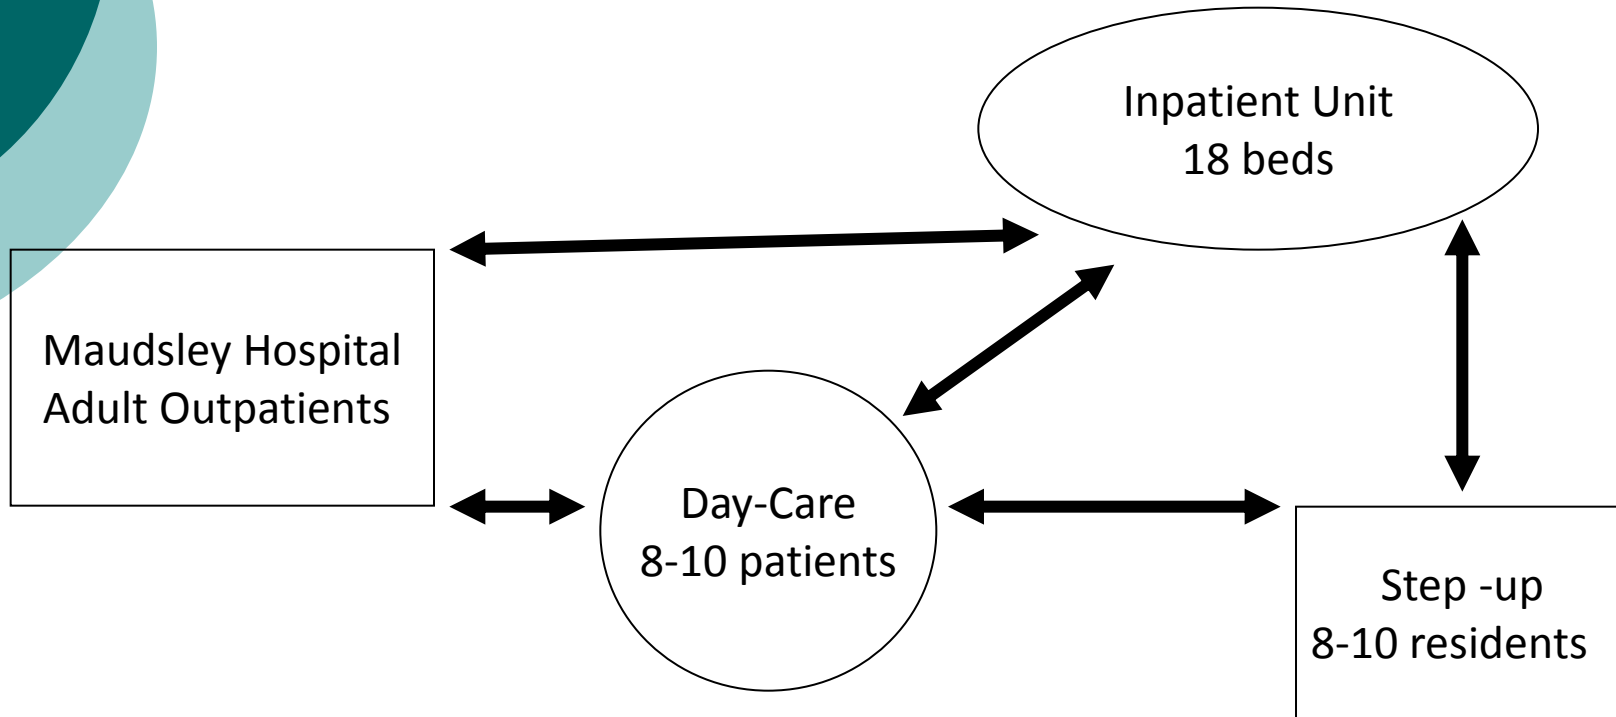 Inpatient Unit
18 beds
Maudsley Hospital
Adult Outpatients
Day-Care
8-10 patients
Step -up
8-10 residents